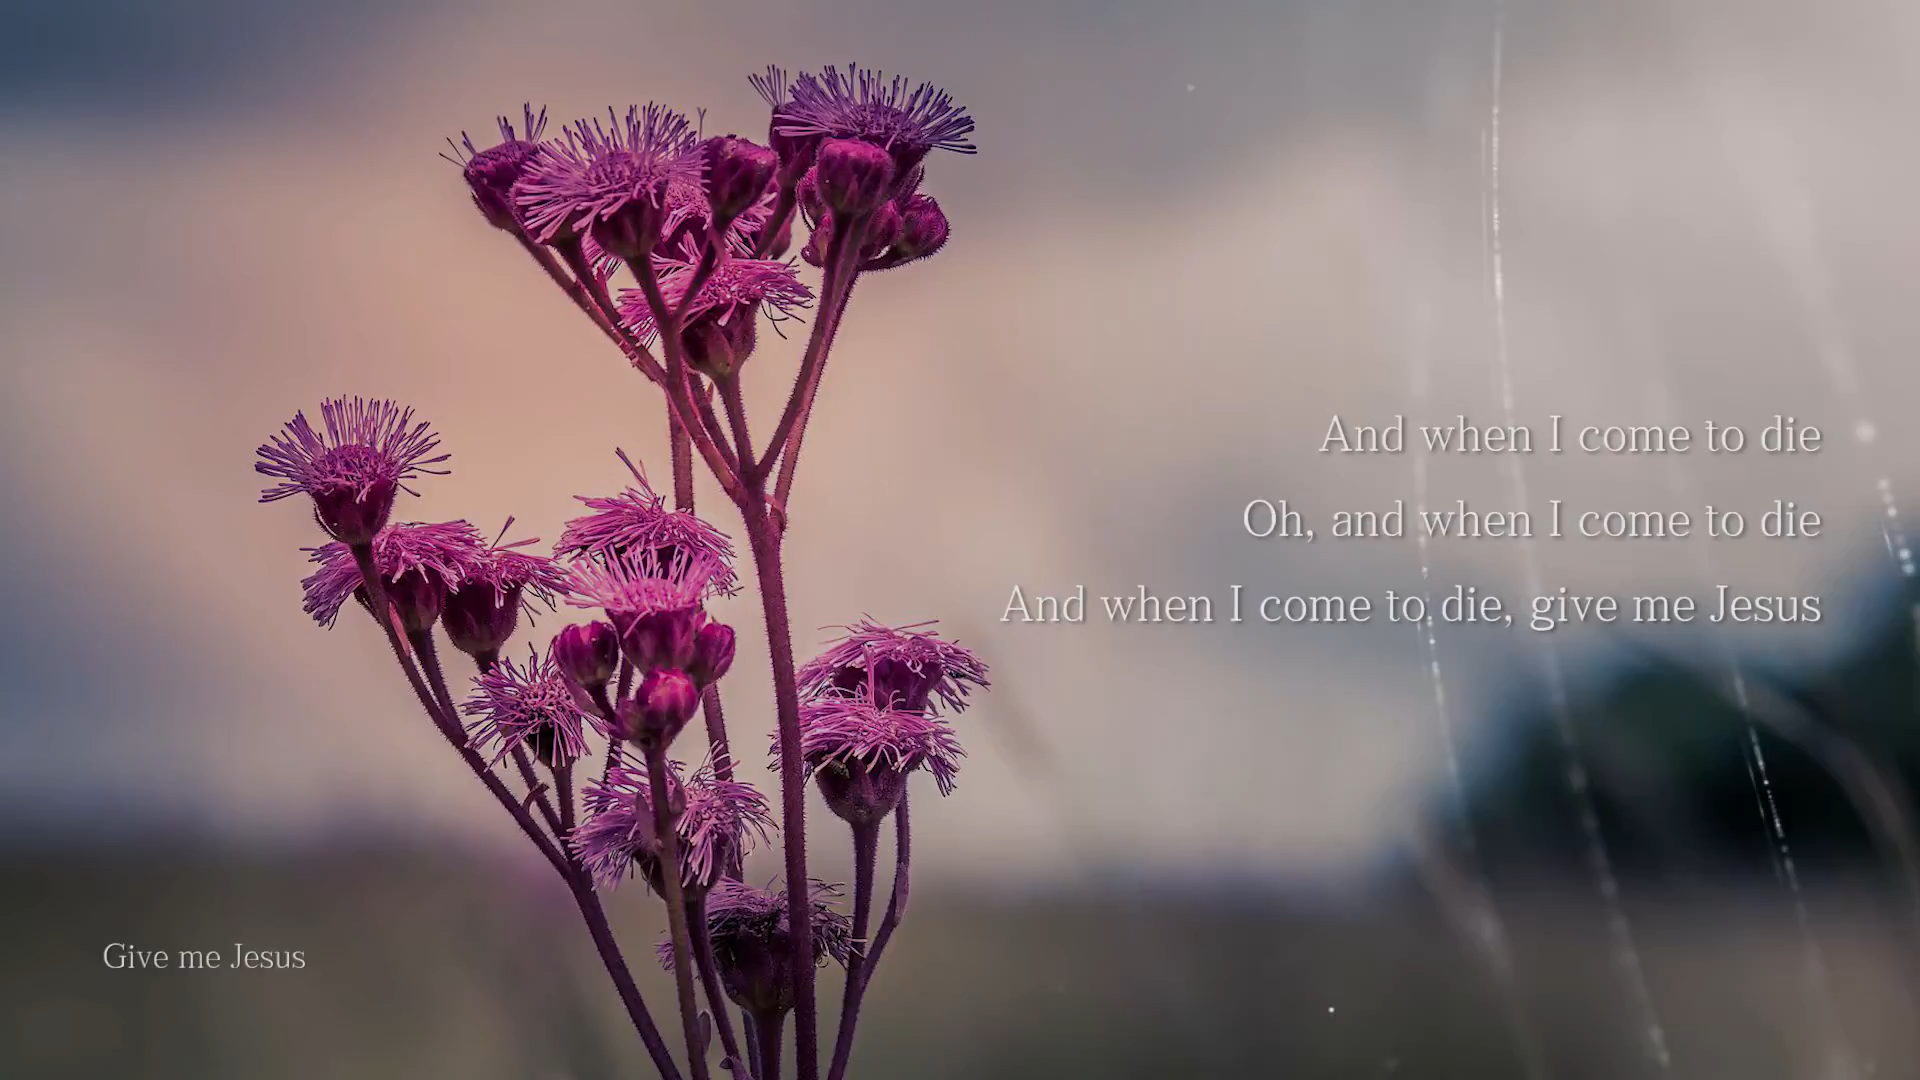 And when I come to die
Oh, and when I come to die
And when I come to die, give me Jesus
Give me Jesus